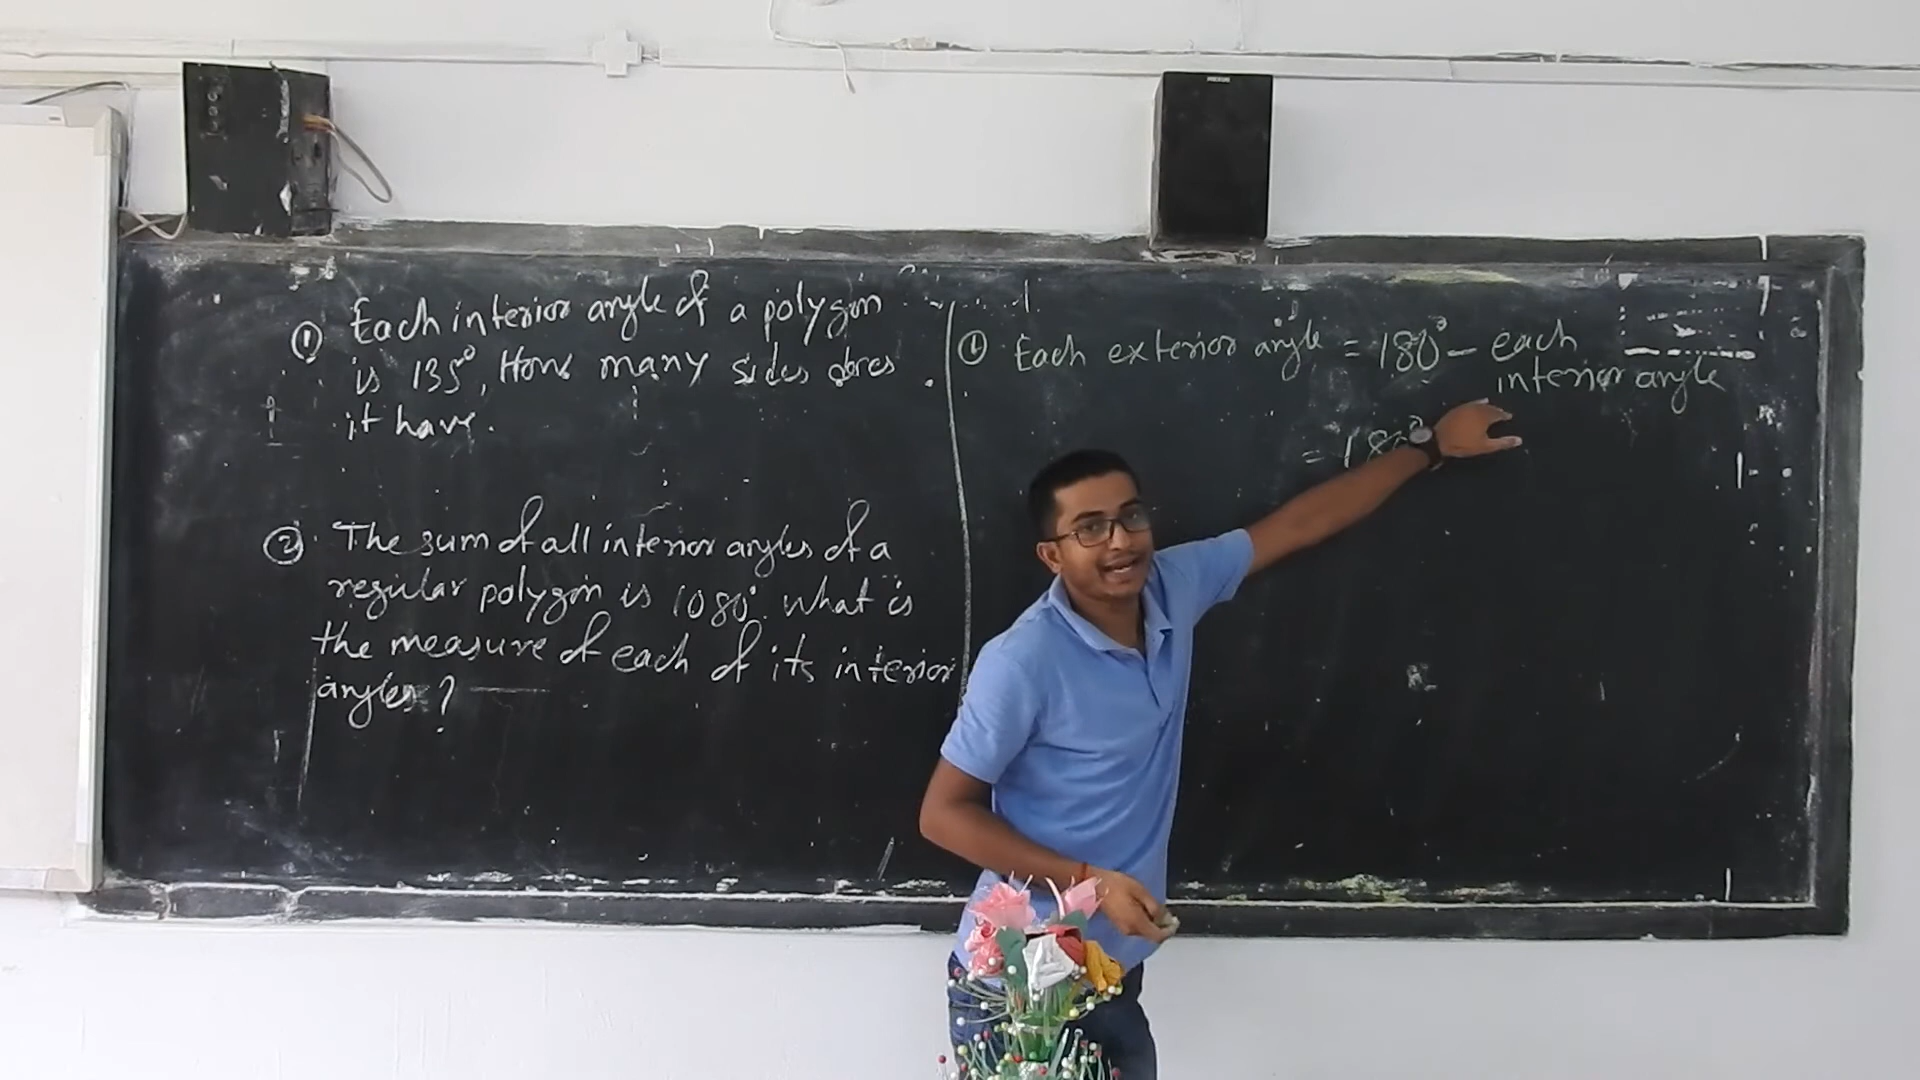 ① Each interior angle of a polygon
is 135°, How many sides does
it have.
② The sum of all interior angles of a
regular polygon is 1080°. what is
the measure of each of its interior
angles?
① Each exterior angle = 180° - each
interior angle
= 180°